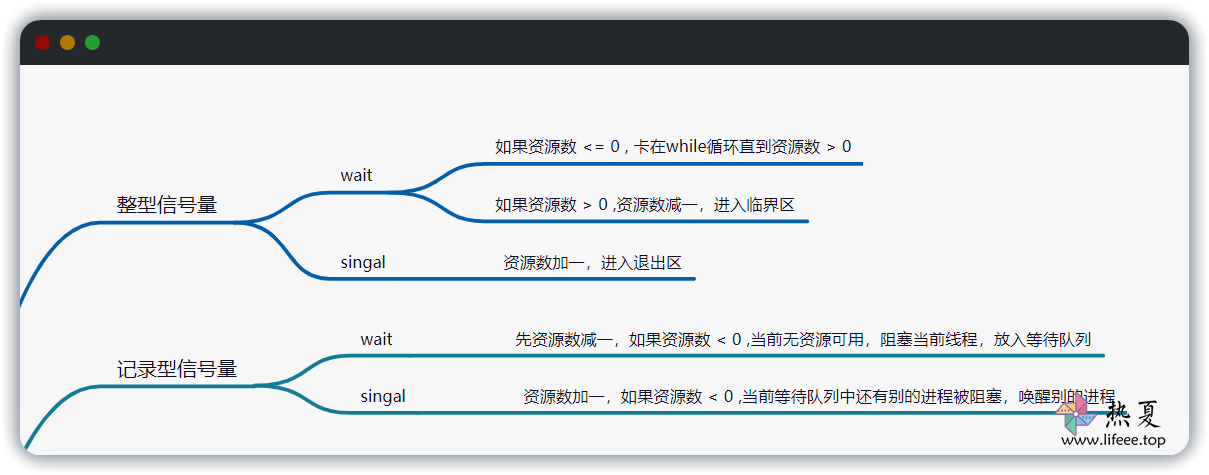 整型信号量
wait
如果资源数 <= 0 , 卡在while循环直到资源数 > 0
如果资源数 > 0 ,资源数减一，进入临界区
singal
资源数加一，进入退出区
记录型信号量
wait
先资源数减一，如果资源数 < 0 ,当前无资源可用，阻塞当前线程，放入等待队列
singal
资源数加一，如果资源数 < 0 ,当前等待队列中还有别的进程被阻塞，唤醒别的进程
热夏
www.lifeee.top